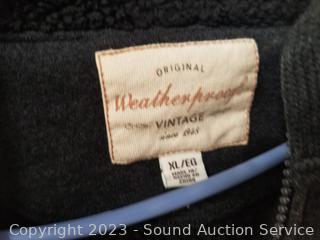 ORIGINAL
Weatherproof
VINTAGE
since 1948
XL/EG
Copyright 2023 - Sound Auction Service